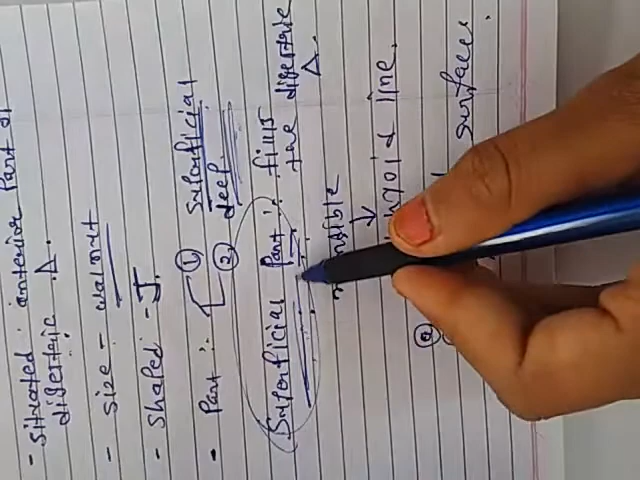 - situated : anterior part of
digastric Δ.
- size - walnut
- shaped - J.
- Part :- ① Superficial
② deep.
Superficial Part :- fills
the digastric
Δ.
↓
line.
ⓐ surface.